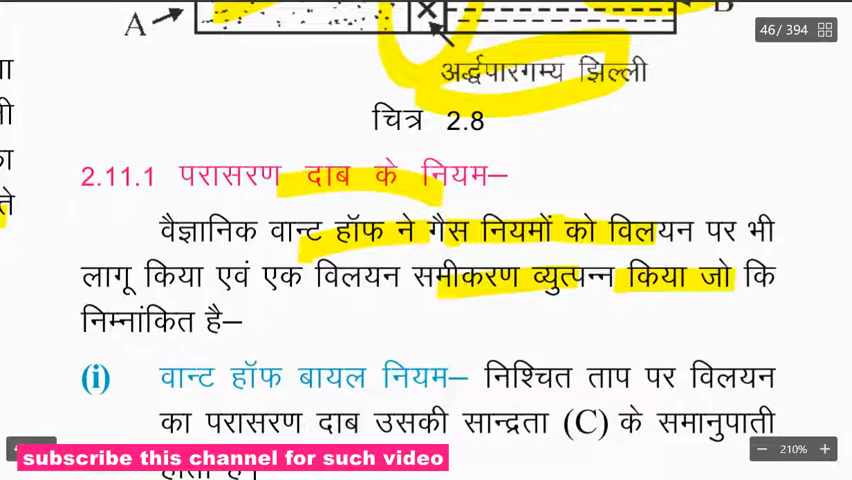 A
B
46 / 394
अर्द्धपारगम्य झिल्ली
चित्र 2.8
2.11.1 परासरण दाब के नियम–
वैज्ञानिक वान्ट हॉफ ने गैस नियमों को विलयन पर भी
लागू किया एवं एक विलयन समीकरण व्युत्पन्न किया जो कि
निम्नांकित है–
(i) वान्ट हॉफ बायल नियम– निश्चित ताप पर विलयन
का परासरण दाब उसकी सान्द्रता (C) के समानुपाती
subscribe this channel for such video
210%